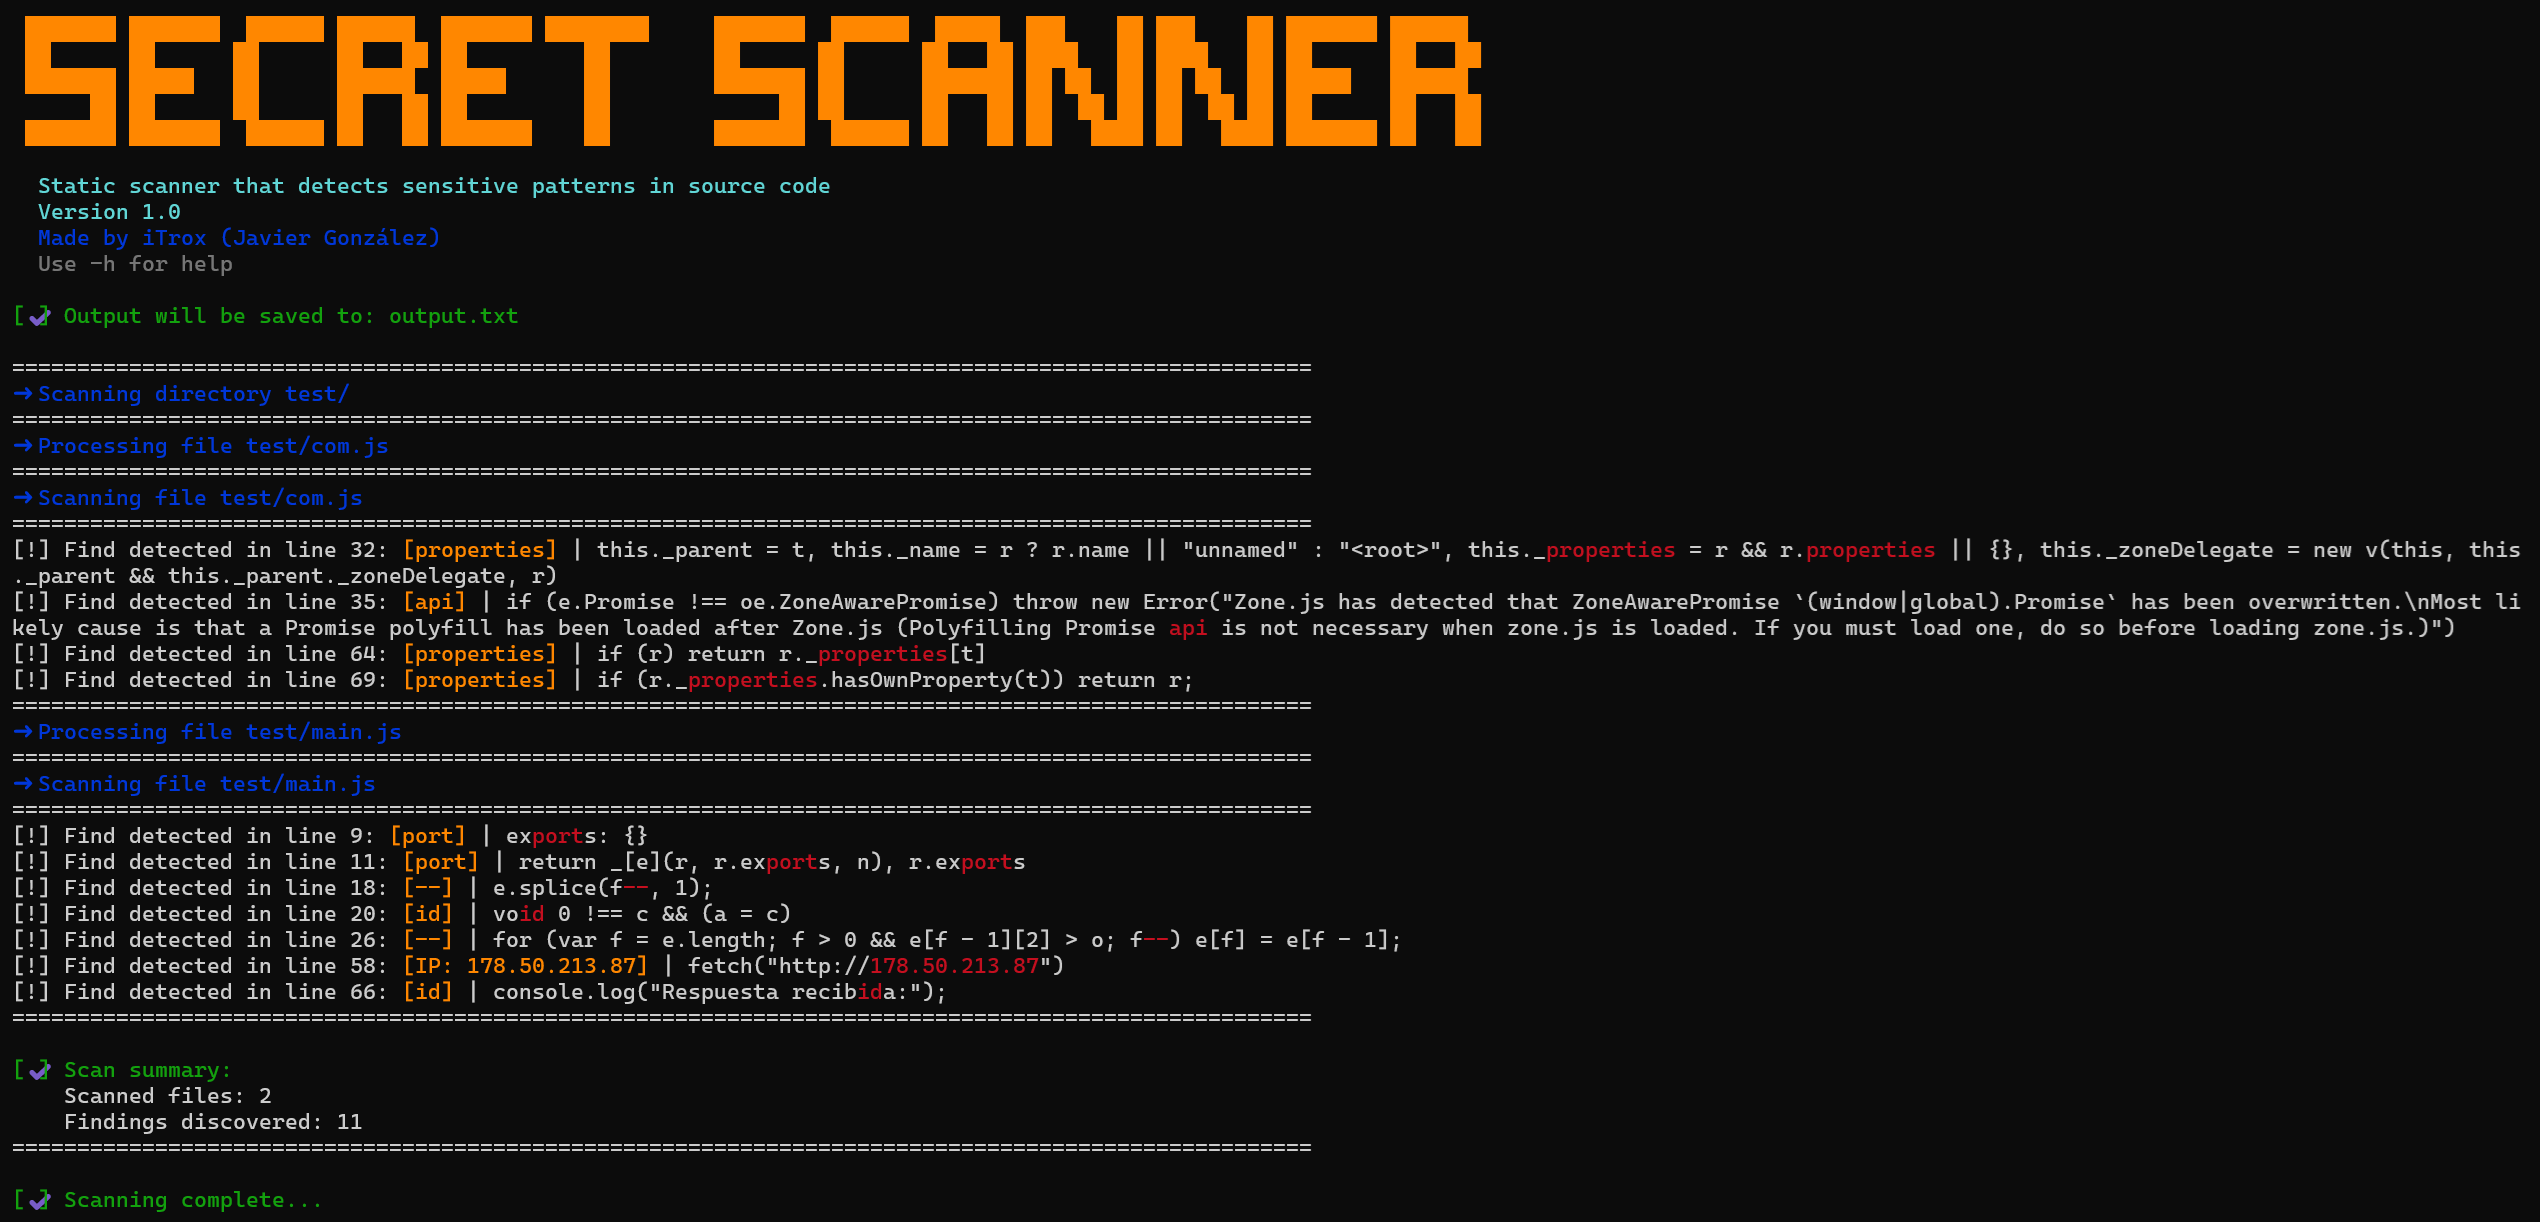 SECRET SCANNER
Static scanner that detects sensitive patterns in source code
Version 1.0
Made by iTrox (Javier González)
Use -h for help
[✔] Output will be saved to: output.txt
====================================================================================================
➜ Scanning directory test/
====================================================================================================
➜ Processing file test/com.js
====================================================================================================
➜ Scanning file test/com.js
====================================================================================================
[!] Find detected in line 32: [properties] | this._parent = t, this._name = r ? r.name || "unnamed" : "<root>", this._properties = r && r.properties || {}, this._zoneDelegate = new v(this, this
._parent && this._parent._zoneDelegate, r)
[!] Find detected in line 35: [api] | if (e.Promise !== oe.ZoneAwarePromise) throw new Error("Zone.js has detected that ZoneAwarePromise `(window|global).Promise` has been overwritten.\nMost li
kely cause is that a Promise polyfill has been loaded after Zone.js (Polyfilling Promise api is not necessary when zone.js is loaded. If you must load one, do so before loading zone.js.)")
[!] Find detected in line 64: [properties] | if (r) return r._properties[t]
[!] Find detected in line 69: [properties] | if (r._properties.hasOwnProperty(t)) return r;
====================================================================================================
➜ Processing file test/main.js
====================================================================================================
➜ Scanning file test/main.js
====================================================================================================
[!] Find detected in line 9: [port] | exports: {}
[!] Find detected in line 11: [port] | return _[e](r, r.exports, n), r.exports
[!] Find detected in line 18: [--] | e.splice(f--, 1);
[!] Find detected in line 20: [id] | void 0 !== c && (a = c)
[!] Find detected in line 26: [--] | for (var f = e.length; f > 0 && e[f - 1][2] > o; f--) e[f] = e[f - 1];
[!] Find detected in line 58: [IP: 178.50.213.87] | fetch("http://178.50.213.87")
[!] Find detected in line 66: [id] | console.log("Respuesta recibida:");
====================================================================================================
[✔] Scan summary:
Scanned files: 2
Findings discovered: 11
====================================================================================================
[✔] Scanning complete...